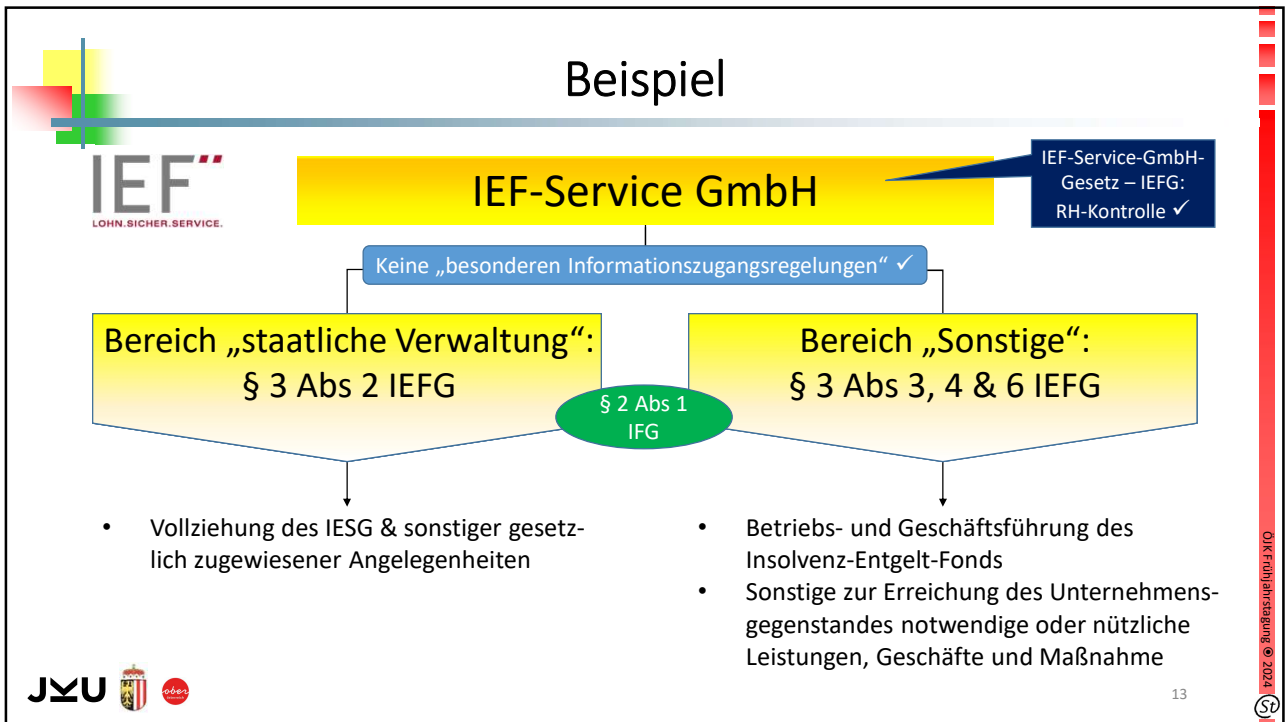 Beispiel
IEF"
LOHN.SICHER.SERVICE.
IEF-Service GmbH
IEF-Service-GmbH-
Gesetz – IEFG:
RH-Kontrolle ✓
Keine „besonderen Informationszugangsregelungen“ ✓
Bereich „staatliche Verwaltung“:
§ 3 Abs 2 IEFG
Bereich „Sonstige“:
§ 3 Abs 3, 4 & 6 IEFG
§ 2 Abs 1
IFG
• Vollziehung des IESG & sonstiger gesetz-
lich zugewiesener Angelegenheiten
• Betriebs- und Geschäftsführung des
Insolvenz-Entgelt-Fonds
• Sonstige zur Erreichung des Unternehmens-
gegenstandes notwendige oder nützliche
Leistungen, Geschäfte und Maßnahme
ÖJK Frühjahrstagung ⦿ 2024
St
JKU
ober
13